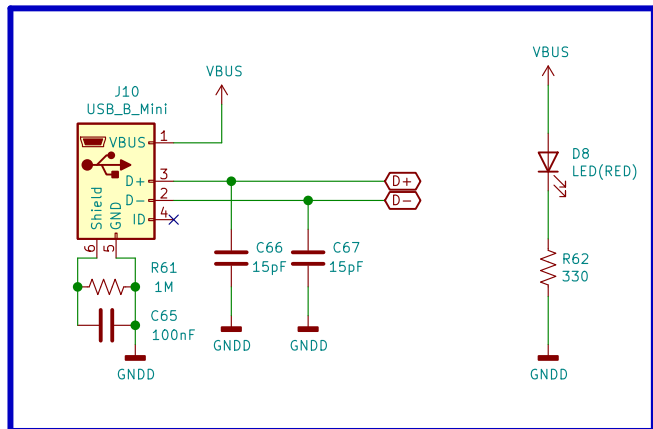 VBUS
VBUS
J10
USB_B_Mini
VBUS
1
D+
3
D+
D-
2
D-
ID
4
Shield
GND
6
5
D8
LED(RED)
C66
15pF
C67
15pF
R61
1M
R62
330
C65
100nF
GNDD
GNDD
GNDD
GNDD